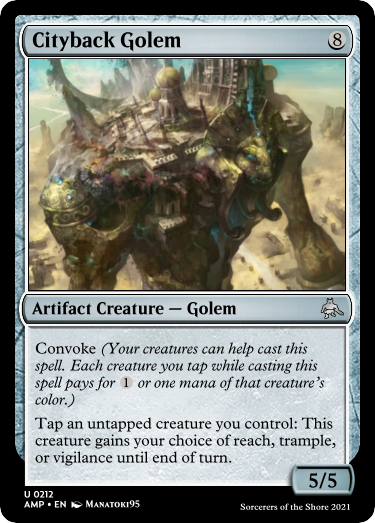 Cityback Golem 8
Artifact Creature — Golem
Convoke (Your creatures can help cast this
spell. Each creature you tap while casting this
spell pays for 1 or one mana of that creature's
color.)
Tap an untapped creature you control: This
creature gains your choice of reach, trample,
or vigilance until end of turn.
5/5
U 0212
AMP • EN Manatoki95
Sorcerers of the Shore 2021